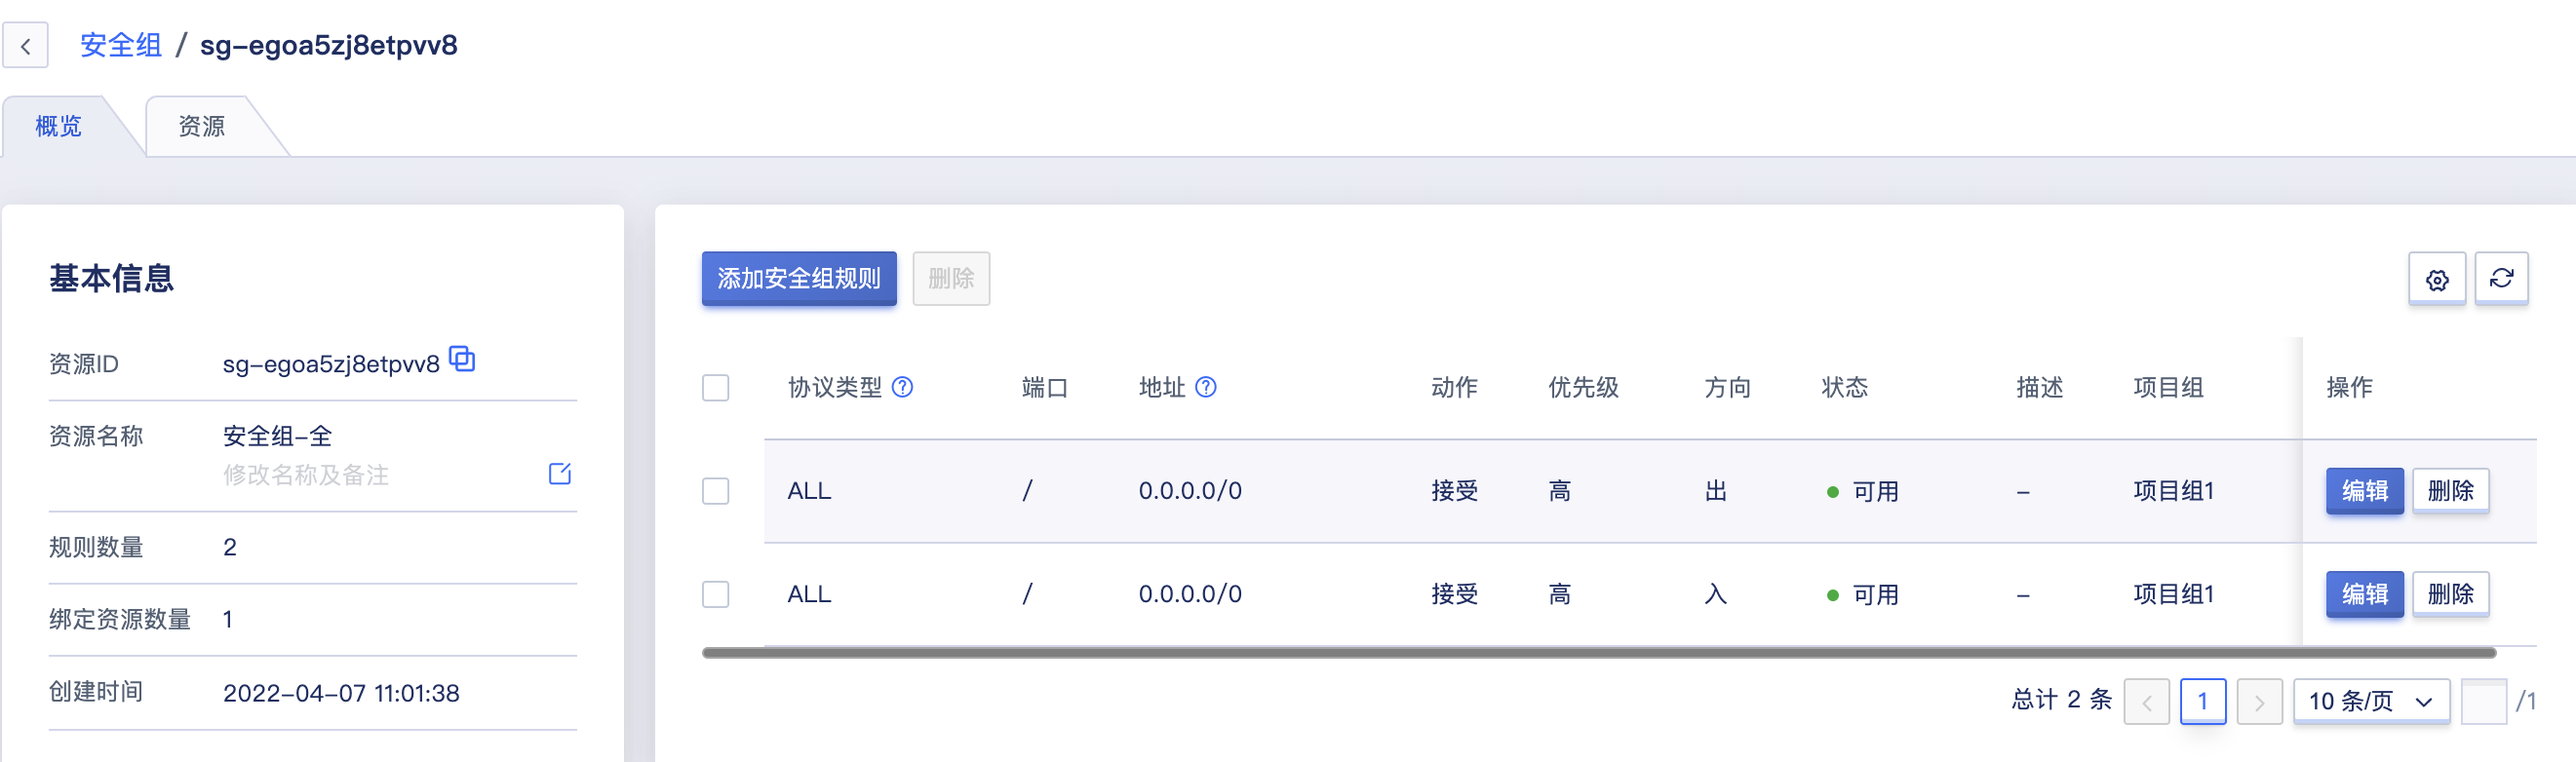 安全组 / sg-egoa5zj8etpvv8
概览 资源
基本信息
资源ID sg-egoa5zj8etpvv8
资源名称 安全组-全
修改名称及备注
规则数量 2
绑定资源数量 1
创建时间 2022-04-07 11:01:38
添加安全组规则 删除
协议类型 端口 地址 动作 优先级 方向 状态 描述 项目组 操作
ALL / 0.0.0.0/0 接受 高 出 可用 - 项目组1 编辑 删除
ALL / 0.0.0.0/0 接受 高 入 可用 - 项目组1 编辑 删除
总计 2 条 1 10 条/页 /1